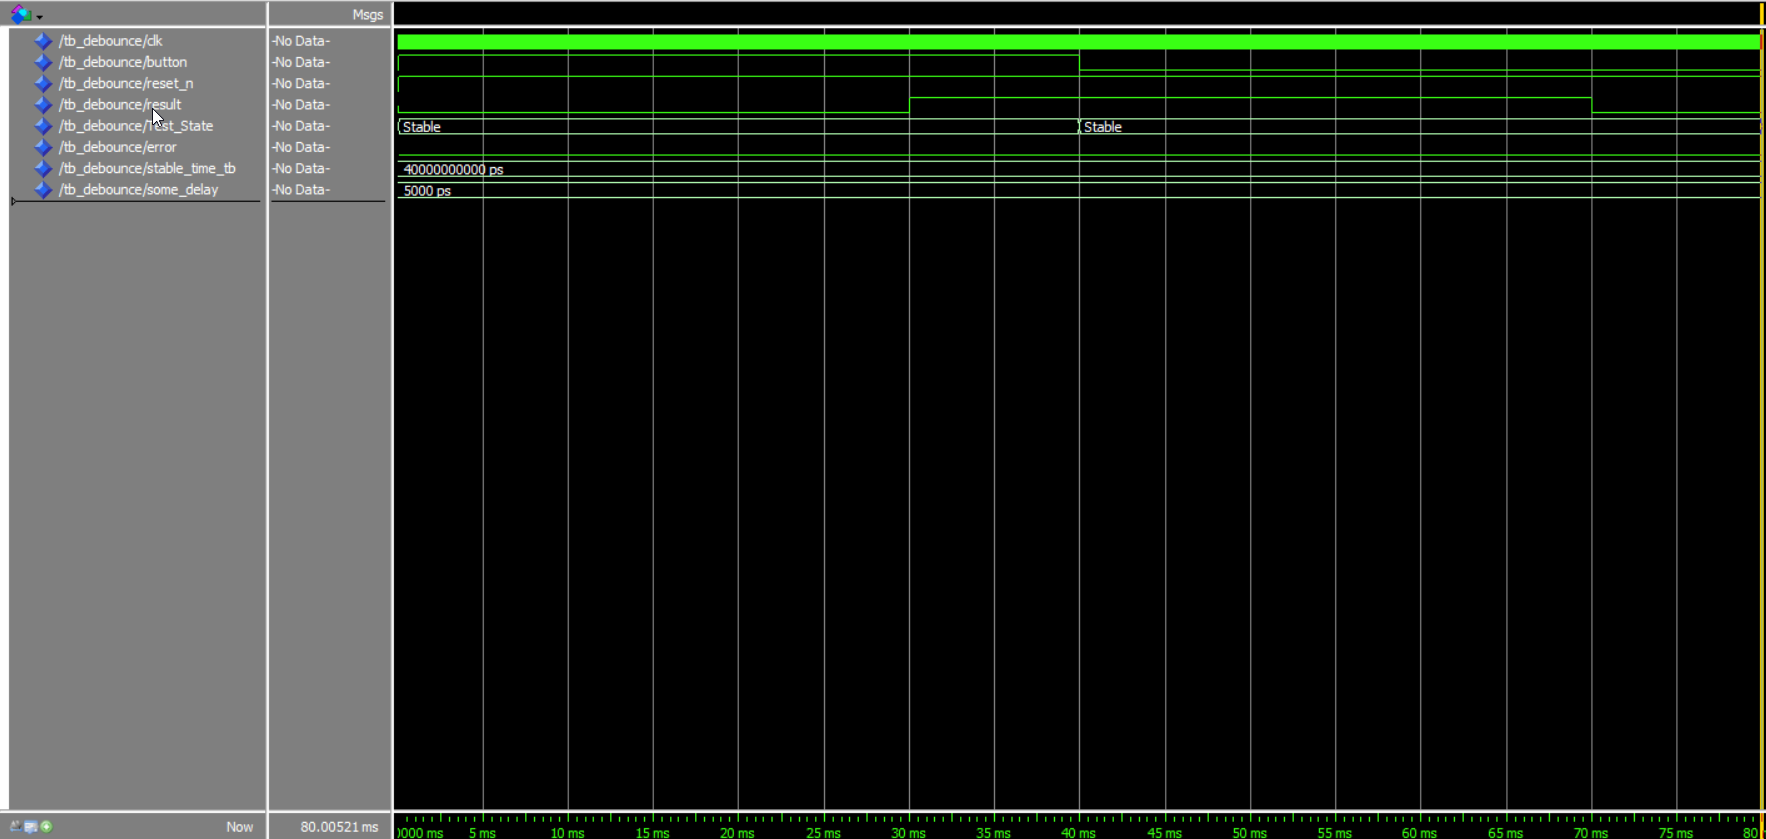 Msgs
/tb_debounce/clk -No Data-
/tb_debounce/button -No Data-
/tb_debounce/reset_n -No Data-
/tb_debounce/result -No Data-
/tb_debounce/Test_State -No Data- Stable Stable
/tb_debounce/error -No Data-
/tb_debounce/stable_time_tb -No Data- 40000000000 ps
/tb_debounce/some_delay -No Data- 5000 ps
Now 80.00521 ms 0000 ms 5 ms 10 ms 15 ms 20 ms 25 ms 30 ms 35 ms 40 ms 45 ms 50 ms 55 ms 60 ms 65 ms 70 ms 75 ms 80